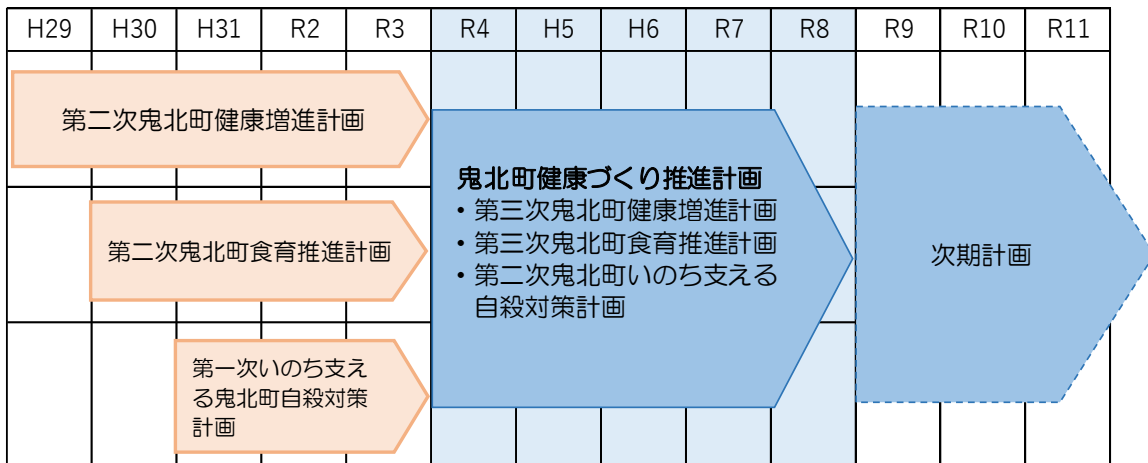 H29 H30 H31 R2 R3 R4 H5 H6 R7 R8 R9 R10 R11
第二次鬼北町健康増進計画
第二次鬼北町食育推進計画
第一次いのち支え
る鬼北町自殺対策
計画
鬼北町健康づくり推進計画
・第三次鬼北町健康増進計画
・第三次鬼北町食育推進計画
・第二次鬼北町いのち支える
自殺対策計画
次期計画